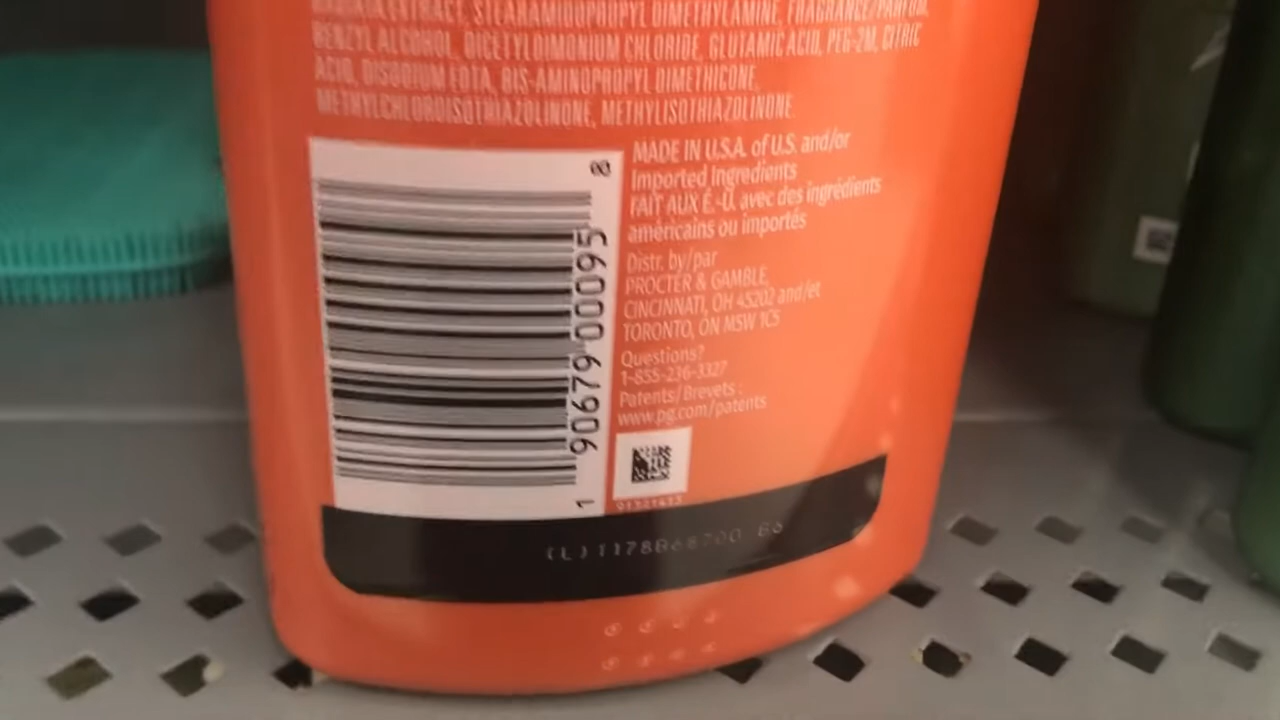 EXTRACT, STEARAMIDOPROPYL DIMETHYLAMINE, FRAGRANCE/PARFUM,
BENZYL ALCOHOL, DICETYLDIMONIUM CHLORIDE, GLUTAMIC ACID, PEG-2M, CITRIC
ACID, DISODIUM EDTA, BIS-AMINOPROPYL DIMETHICONE,
METHYLCHLOROISOTHIAZOLINONE, METHYLISOTHIAZOLINONE.
1 90679 00095 8
MADE IN U.S.A. of U.S. and/or
Imported Ingredients
FAIT AUX É.-U. avec des ingrédients
américains ou importés
Distr. by/par
PROCTER & GAMBLE,
CINCINNATI, OH 45202 and/et
TORONTO, ON M5W 1C5
Questions?
1-855-236-3327
Patents/Brevets :
www.pg.com/patents
(L)1178B68700 B6